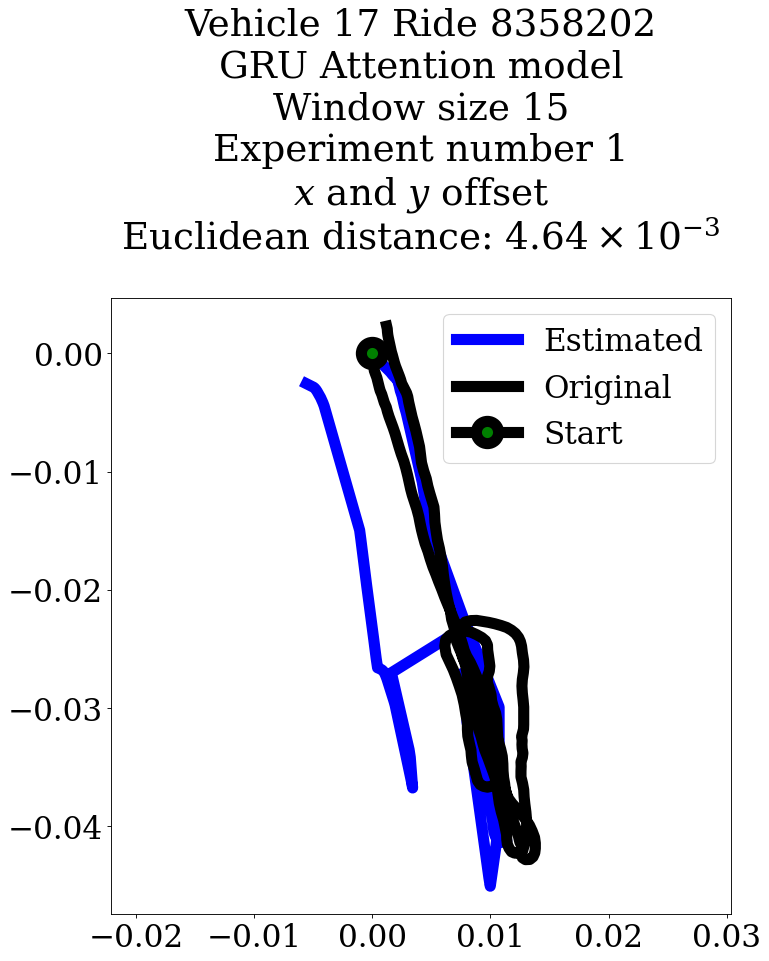 Vehicle 17 Ride 8358202
GRU Attention model
Window size 15
Experiment number 1
x and y offset
Euclidean distance: 4.64 × 10⁻³
Estimated
Original
Start
0.00
−0.01
−0.02
−0.03
−0.04
−0.02 −0.01 0.00 0.01 0.02 0.03